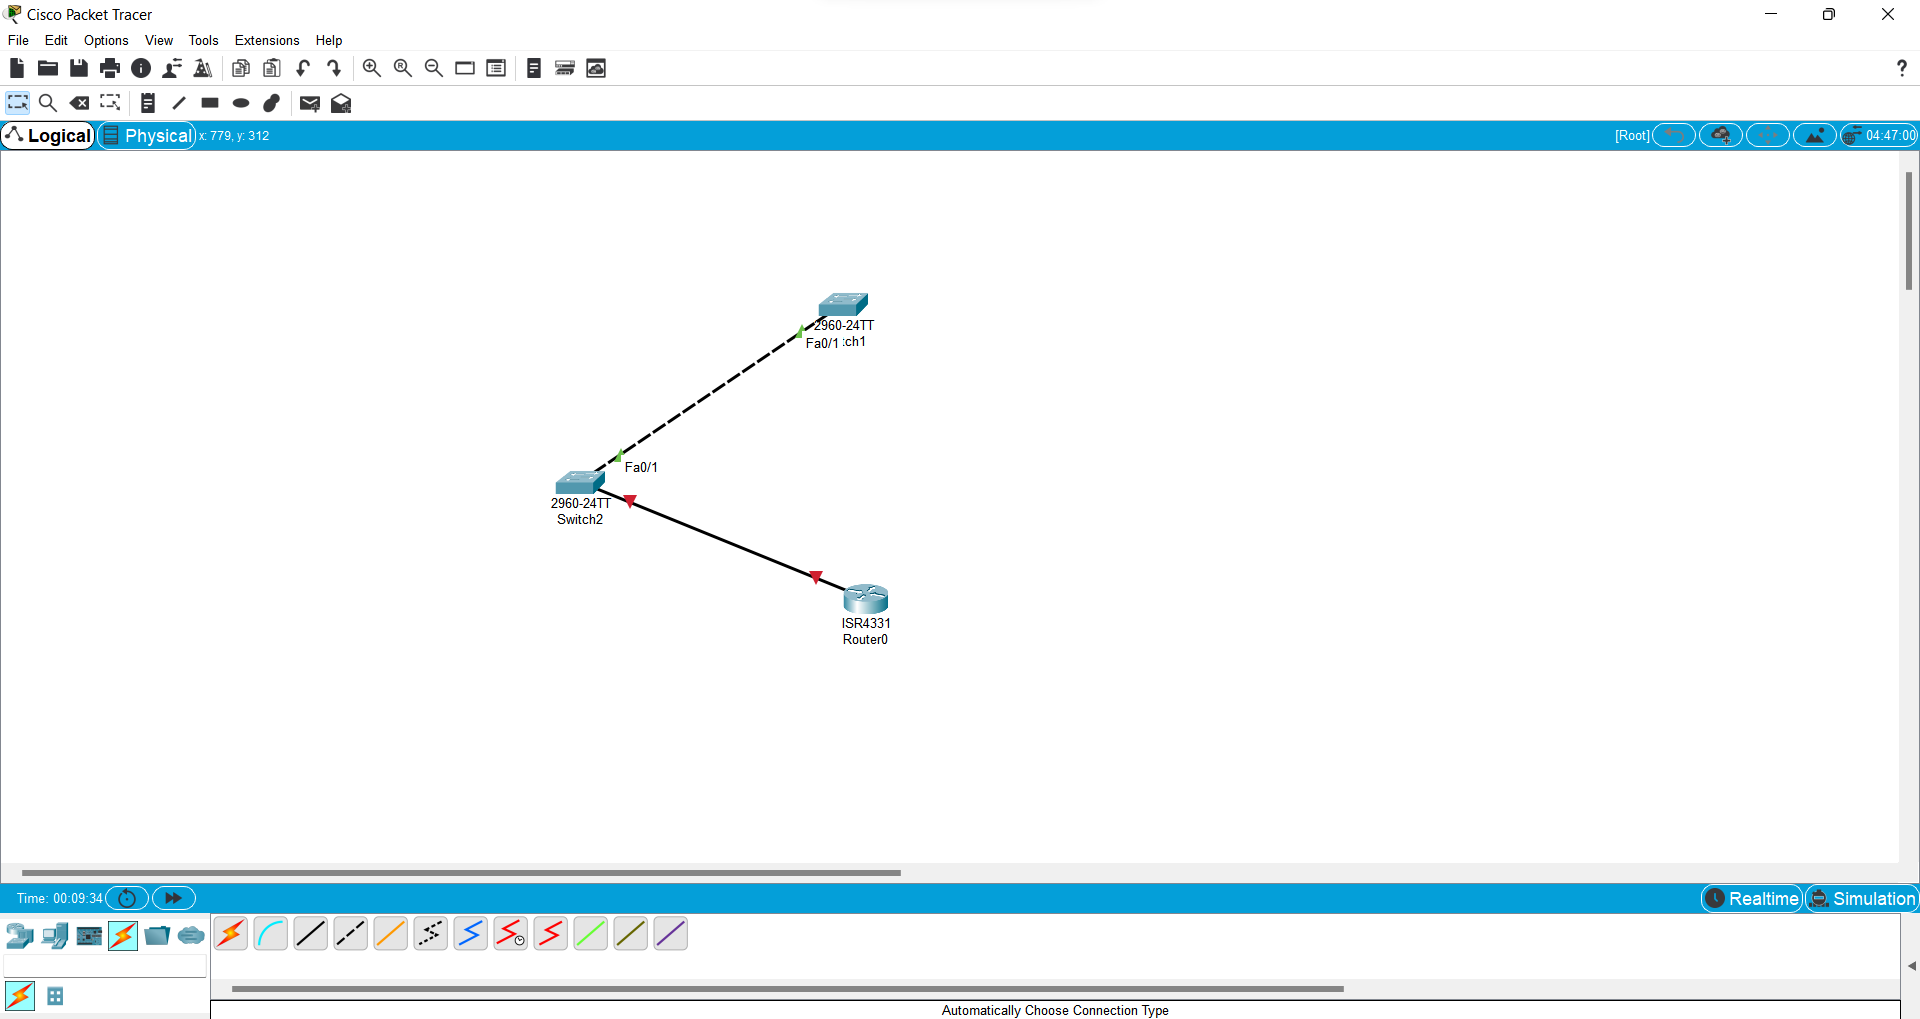 Cisco Packet Tracer
File Edit Options View Tools Extensions Help
?
Logical Physical x: 779, y: 312 [Root] 04:47:00
2960-24TT
Fa0/1 :ch1
Fa0/1
2960-24TT
Switch2
ISR4331
Router0
Time: 00:09:34 Realtime Simulation
Automatically Choose Connection Type